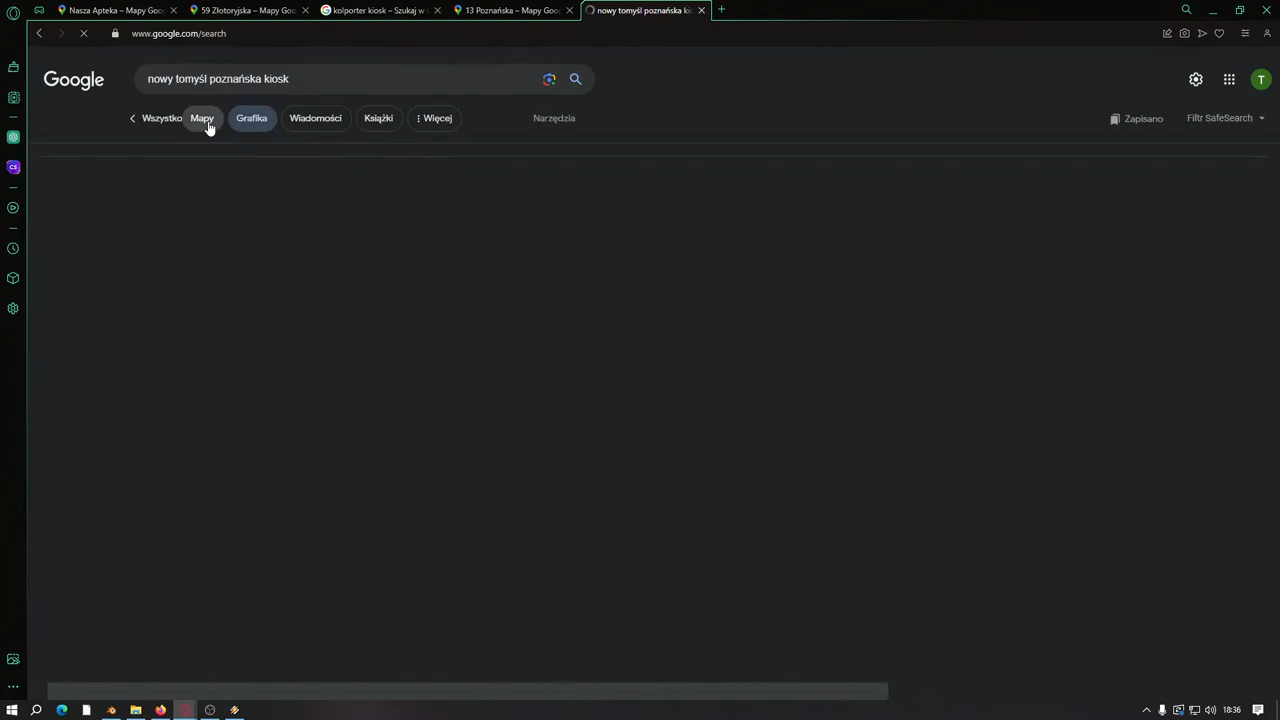 Nasza Apteka – Mapy Goo
59 Złotoryjska – Mapy Goo
kolporter kiosk – Szukaj w
13 Poznańska – Mapy Goo
nowy tomyśl poznańska ki
www.google.com/search
Google
nowy tomyśl poznańska kiosk
T
Wszystko
Mapy
Grafika
Wiadomości
Książki
Więcej
Narzędzia
Zapisano
Filtr SafeSearch
CS
18:36